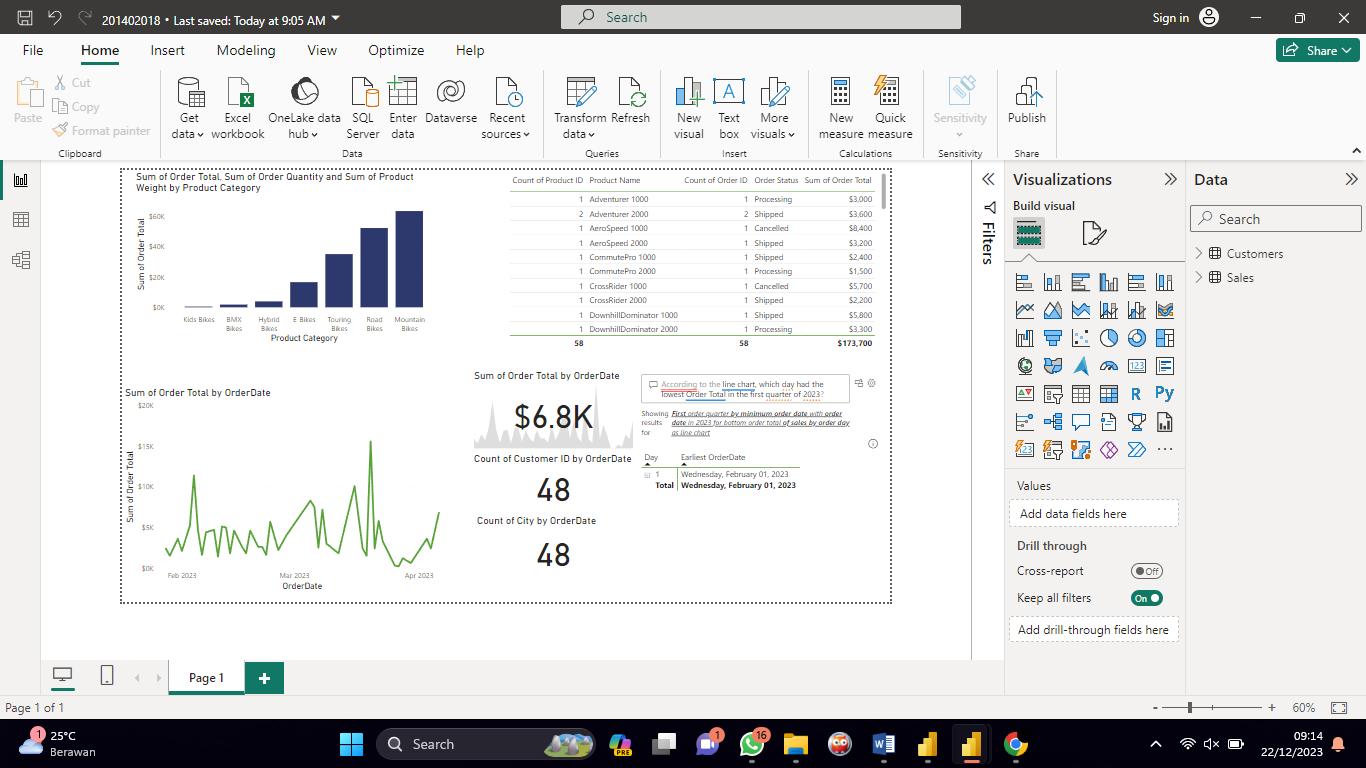 201402018 • Last saved: Today at 9:05 AM
Search
Sign in
File Home Insert Modeling View Optimize Help
Share
Paste
Cut
Copy
Format painter
Get data
Excel workbook
OneLake data hub
SQL Server
Enter data
Dataverse
Recent sources
Transform data
Refresh
New visual
Text box
More visuals
New measure
Quick measure
Sensitivity
Publish
Clipboard
Data
Queries
Insert
Calculations
Sensitivity
Share
Sum of Order Total, Sum of Order Quantity and Sum of Product
Weight by Product Category
Sum of Order Total
$60K
$40K
$20K
$0K
Kids Bikes
BMX Bikes
Hybrid Bikes
E Bikes
Touring Bikes
Road Bikes
Mountain Bikes
Product Category
Count of Product ID Product Name Count of Order ID Order Status Sum of Order Total
1 Adventurer 1000 1 Processing $3,000
2 Adventurer 2000 2 Shipped $3,600
1 AeroSpeed 1000 1 Cancelled $8,400
1 AeroSpeed 2000 1 Shipped $3,200
1 CommutePro 1000 1 Shipped $2,400
1 CommutePro 2000 1 Processing $1,500
1 CrossRider 1000 1 Cancelled $5,700
1 CrossRider 2000 1 Shipped $2,200
1 DownhillDominator 1000 1 Shipped $5,800
1 DownhillDominator 2000 1 Processing $3,300
58 58 $173,700
Sum of Order Total by OrderDate
Sum of Order Total
$20K
$15K
$10K
$5K
$0K
Feb 2023 Mar 2023 Apr 2023
OrderDate
Sum of Order Total by OrderDate
$6.8K
Count of Customer ID by OrderDate
48
Count of City by OrderDate
48
According to the line chart, which day had the
lowest Order Total in the first quarter of 2023?
Showing results for
First order quarter by minimum order date with order
date in 2023 for bottom order total of sales by order day
as line chart
Day Earliest OrderDate
1 Wednesday, February 01, 2023
Total Wednesday, February 01, 2023
Filters
Visualizations
Build visual
123
R
Py
123
Values
Add data fields here
Drill through
Cross-report Off
Keep all filters On
Add drill-through fields here
Data
Search
Customers
Sales
Page 1
Page 1 of 1
- + 60%
1
25°C
Berawan
Search
PRE
1
16
09:14
22/12/2023